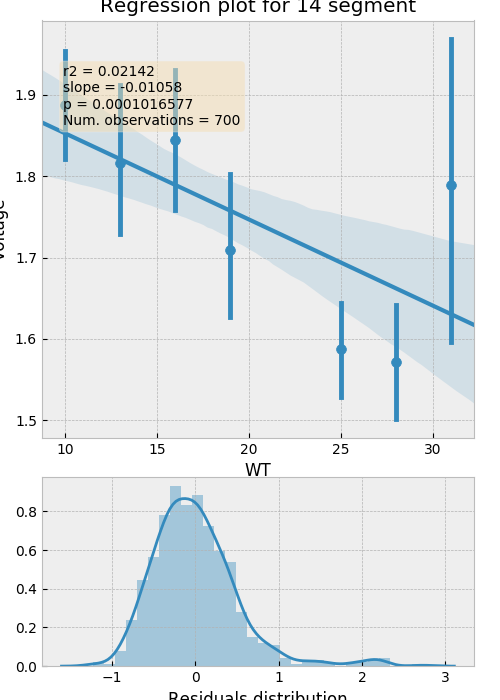 Regression plot for 14 segment
r2 = 0.02142
slope = -0.01058
p = 0.0001016577
Num. observations = 700
Voltage
1.9
1.8
1.7
1.6
1.5
10 15 20 25 30
WT
0.8
0.6
0.4
0.2
0.0
−1 0 1 2 3
Residuals distribution